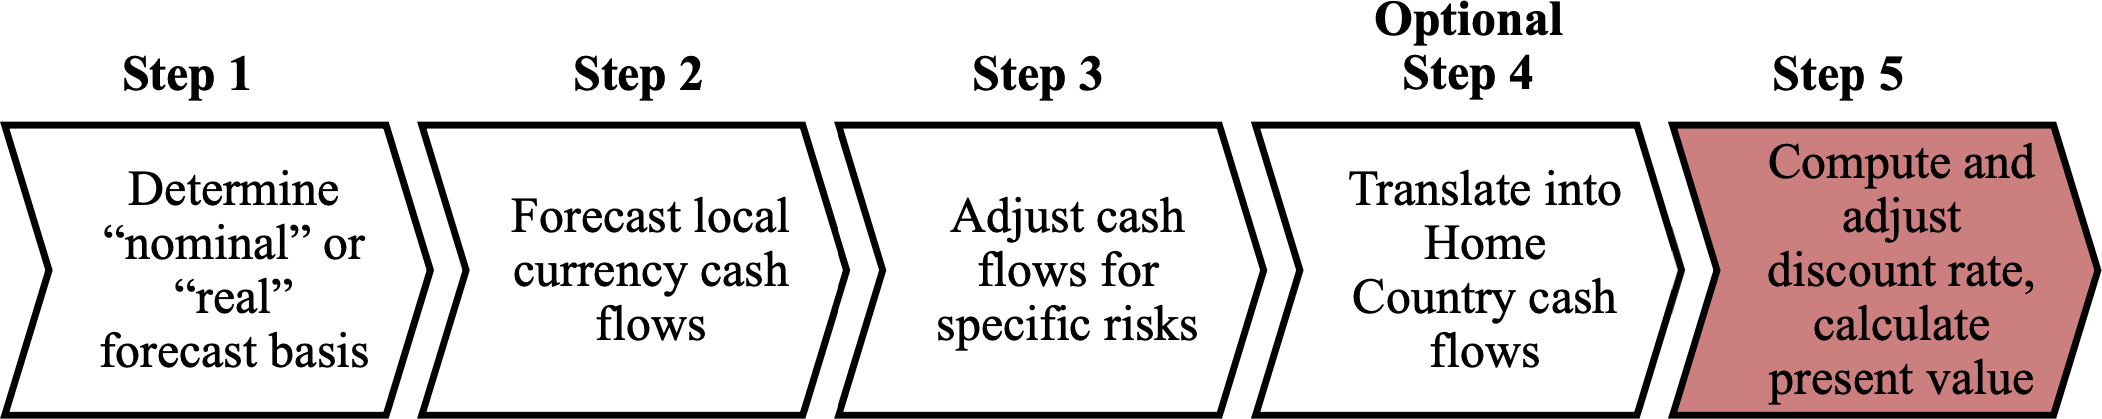 Step 1
Determine
“nominal” or
“real”
forecast basis
Step 2
Forecast local
currency cash
flows
Step 3
Adjust cash
flows for
specific risks
Optional
Step 4
Translate into
Home
Country cash
flows
Step 5
Compute and
adjust
discount rate,
calculate
present value